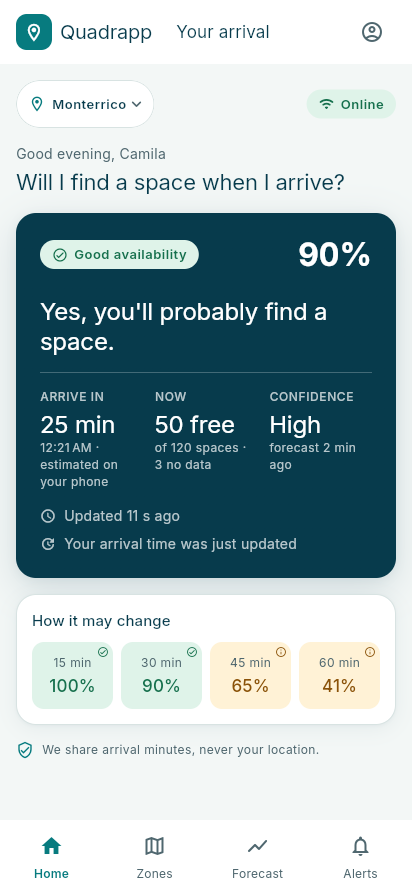 Quadrapp Your arrival
Monterrico
Online
Good evening, Camila
Will I find a space when I arrive?
Good availability
90%
Yes, you'll probably find a
space.
ARRIVE IN
25 min
12:21 AM ·
estimated on
your phone
NOW
50 free
of 120 spaces ·
3 no data
CONFIDENCE
High
forecast 2 min
ago
Updated 11 s ago
Your arrival time was just updated
How it may change
15 min
100%
30 min
90%
45 min
65%
60 min
41%
We share arrival minutes, never your location.
Home
Zones
Forecast
Alerts